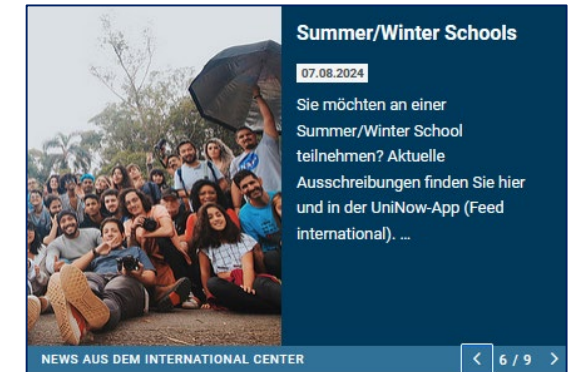 Summer/Winter Schools
07.08.2024
Sie möchten an einer
Summer/Winter School
teilnehmen? Aktuelle
Ausschreibungen finden Sie hier
und in der UniNow-App (Feed
international). ...
NEWS AUS DEM INTERNATIONAL CENTER
6 / 9